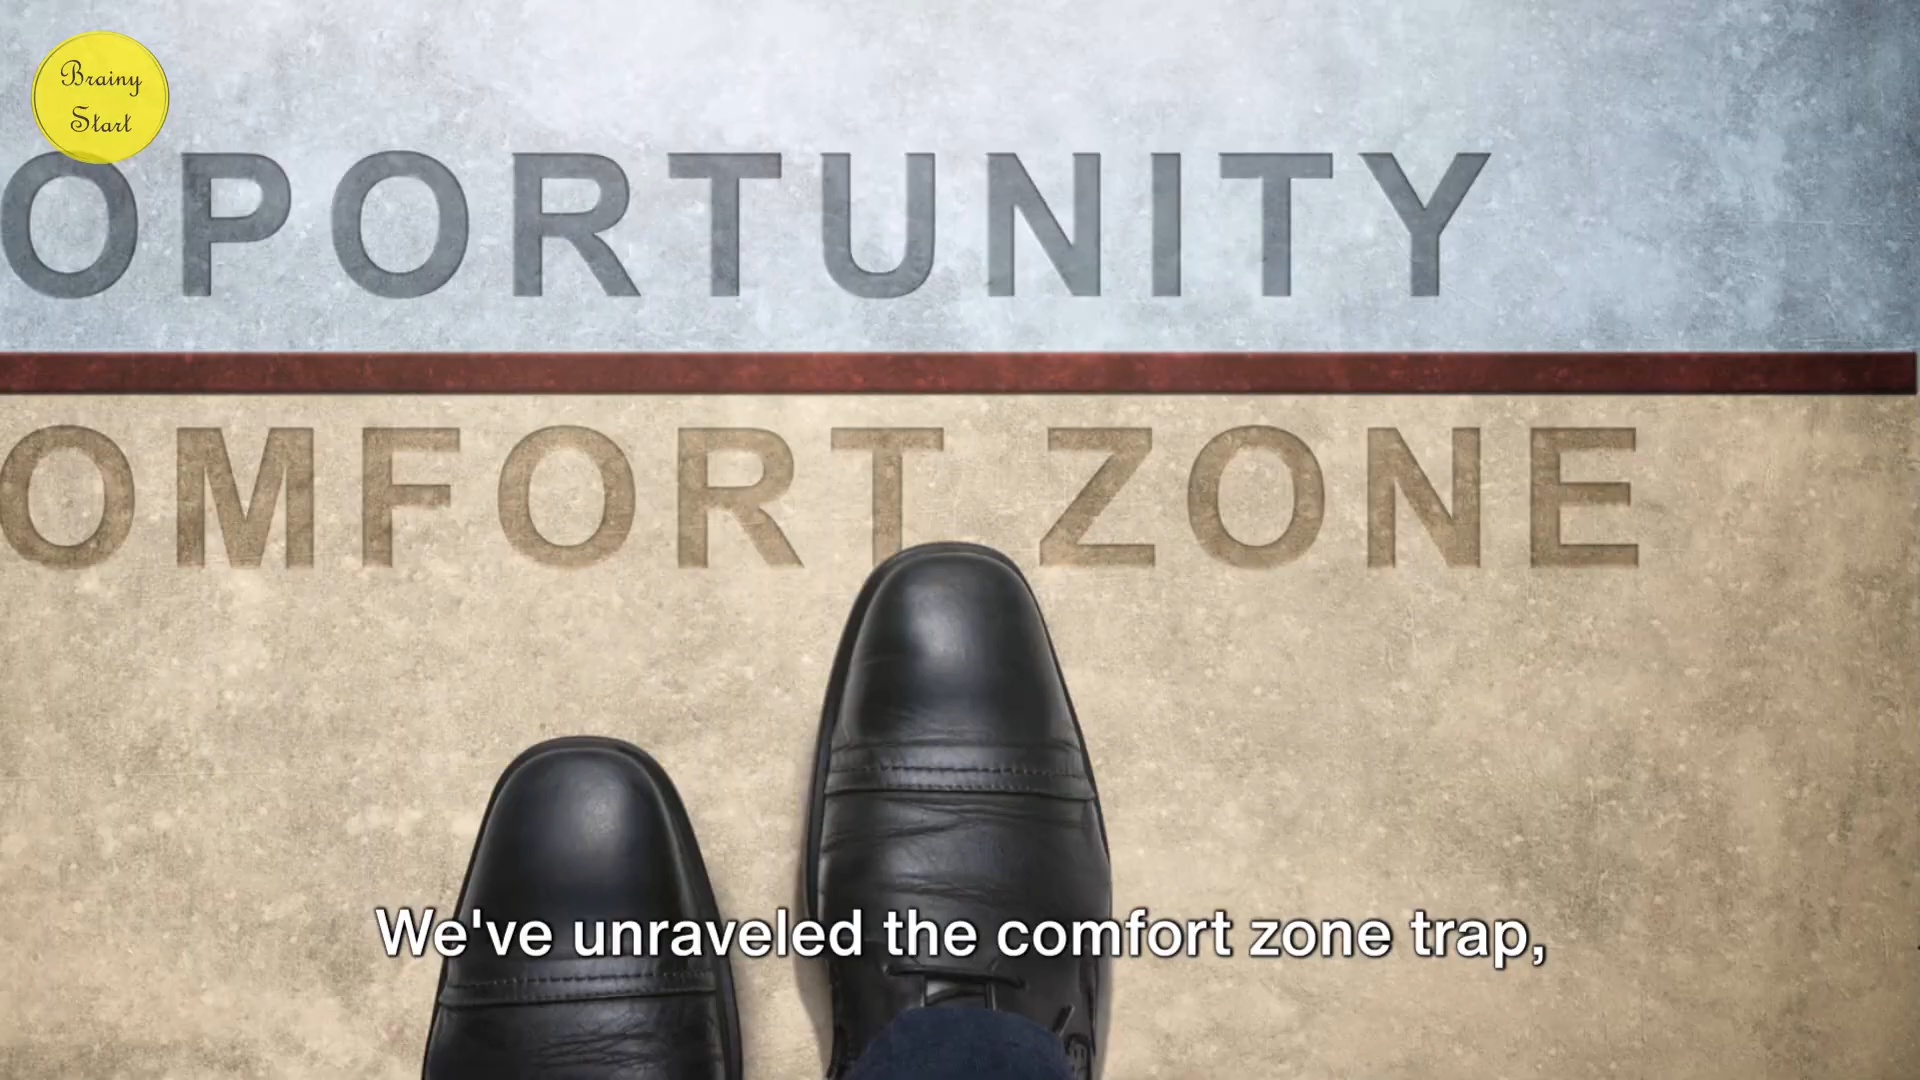 Brainy
Start
OPORTUNITY
OMFORT ZONE
We've unraveled the comfort zone trap,